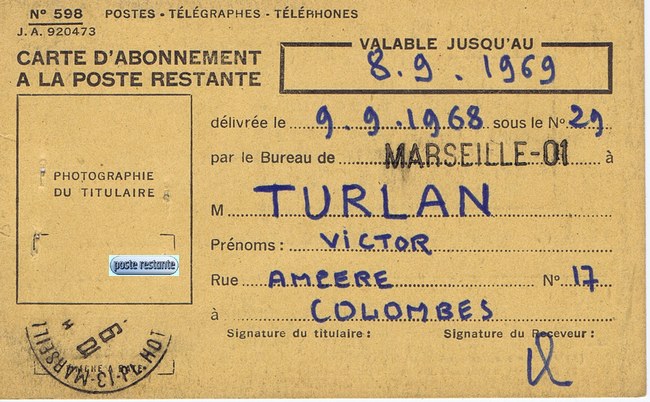 N° 598 POSTES - TÉLÉGRAPHES - TÉLÉPHONES
J. A. 920473
CARTE D'ABONNEMENT
A LA POSTE RESTANTE
VALABLE JUSQU'AU
8.9.1969
délivrée le 9.9.1968 sous le N° 29
par le Bureau de MARSEILLE-01 à
PHOTOGRAPHIE
DU TITULAIRE
M TURLAN
Prénoms : VICTOR
poste restante
Rue AMPERE N° 17
à COLOMBES
Signature du titulaire : Signature du Receveur :